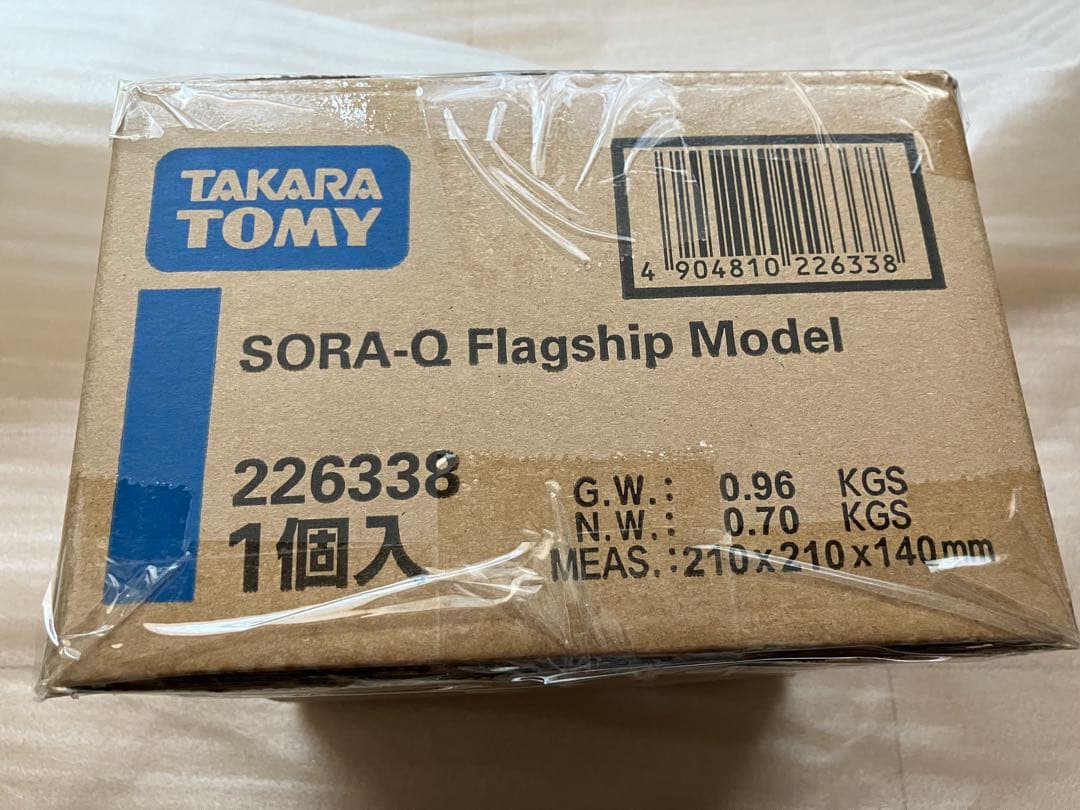 TAKARA
TOMY
4 904810 226338
SORA-Q Flagship Model
226338
1個入
G.W.: 0.96 KGS
N.W.: 0.70 KGS
MEAS.:210x210x140mm